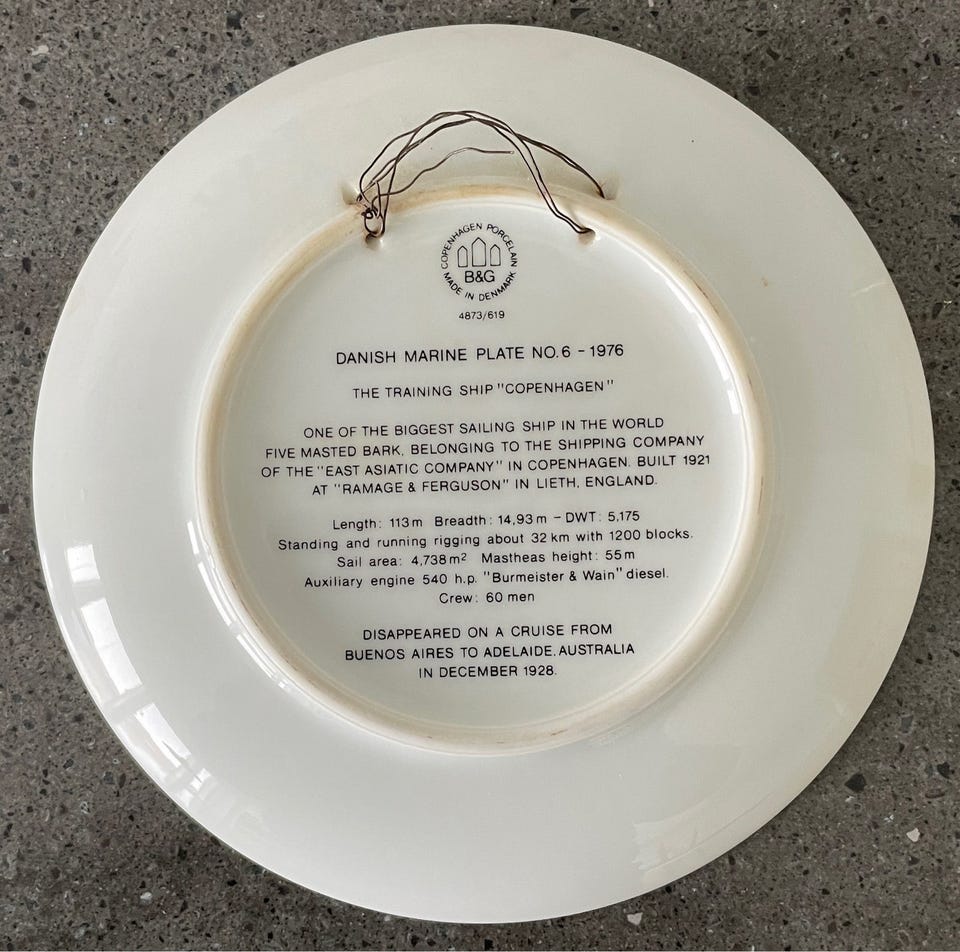 COPENHAGEN PORCELAIN
B&G
MADE IN DENMARK
4873/619
DANISH MARINE PLATE NO.6 - 1976
THE TRAINING SHIP "COPENHAGEN"
ONE OF THE BIGGEST SAILING SHIP IN THE WORLD
FIVE MASTED BARK, BELONGING TO THE SHIPPING COMPANY
OF THE "EAST ASIATIC COMPANY" IN COPENHAGEN. BUILT 1921
AT "RAMAGE & FERGUSON" IN LIETH, ENGLAND.
Length: 113m Breadth: 14,93m - DWT: 5,175
Standing and running rigging about 32km with 1200 blocks.
Sail area: 4,738m² Mastheas height: 55m
Auxiliary engine 540 h.p. "Burmeister & Wain" diesel.
Crew: 60 men
DISAPPEARED ON A CRUISE FROM
BUENOS AIRES TO ADELAIDE, AUSTRALIA
IN DECEMBER 1928.